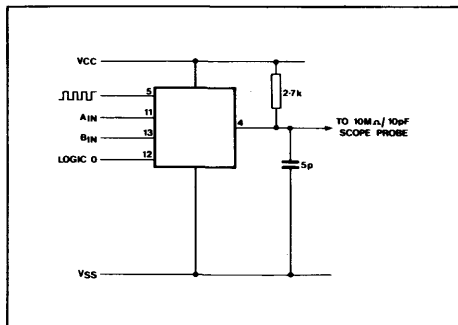 VCC
5
2·7k
AIN
11
4
TO 10MΩ/10pF
SCOPE PROBE
BIN
13
LOGIC 0
12
5p
VSS